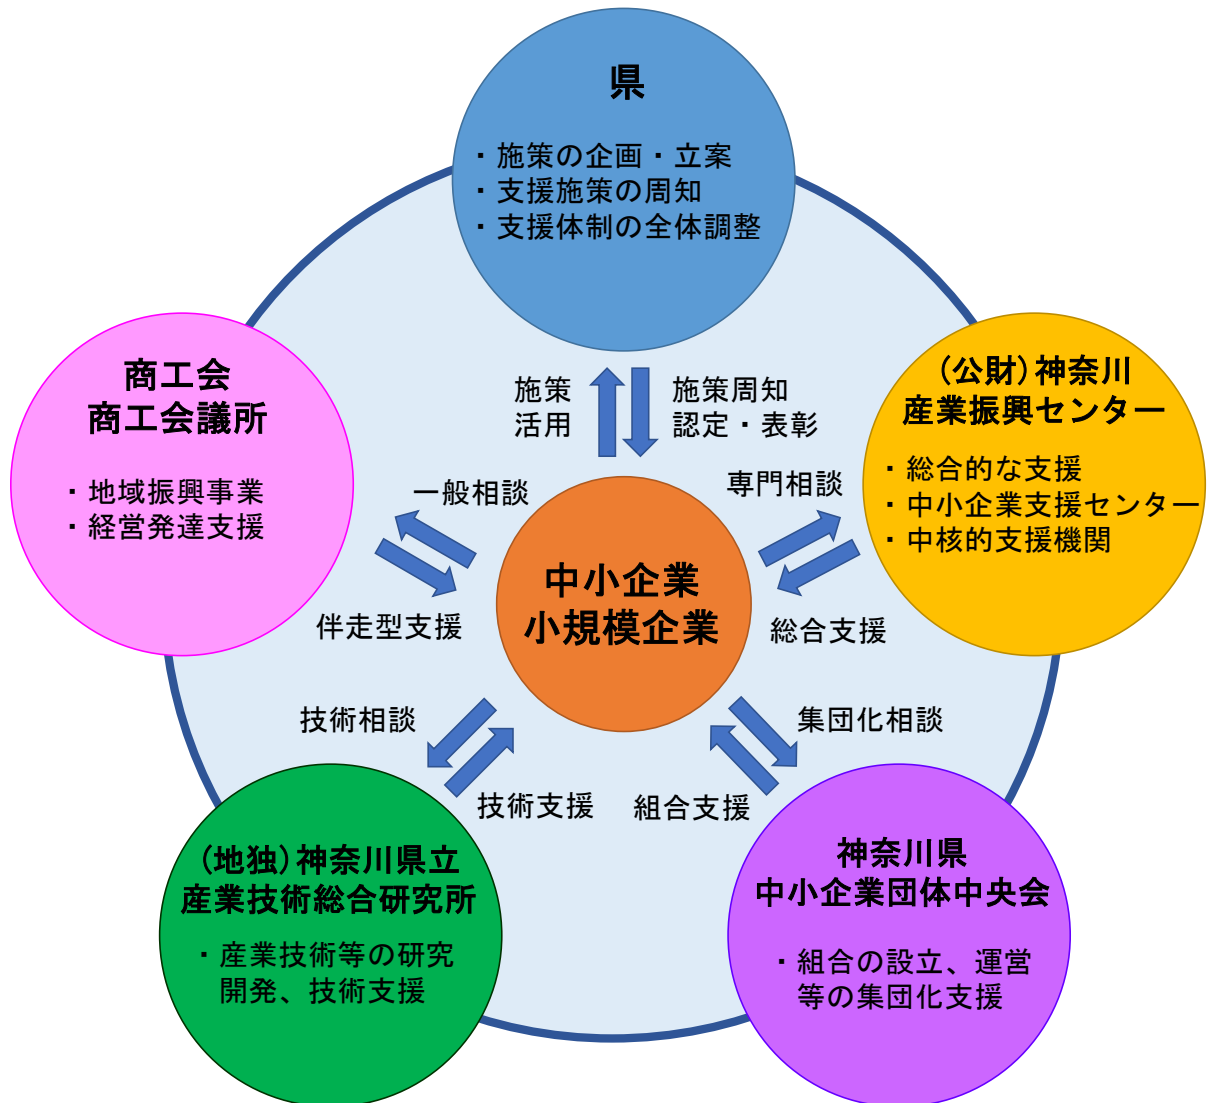 県
・施策の企画・立案
・支援施策の周知
・支援体制の全体調整
商工会
商工会議所
・地域振興事業
・経営発達支援
（公財）神奈川
産業振興センター
・総合的な支援
・中小企業支援センター
・中核的支援機関
施策
活用
施策周知
認定・表彰
一般相談
専門相談
中小企業
小規模企業
伴走型支援
総合支援
技術相談
集団化相談
技術支援
組合支援
（地独）神奈川県立
産業技術総合研究所
・産業技術等の研究
開発、技術支援
神奈川県
中小企業団体中央会
・組合の設立、運営
等の集団化支援